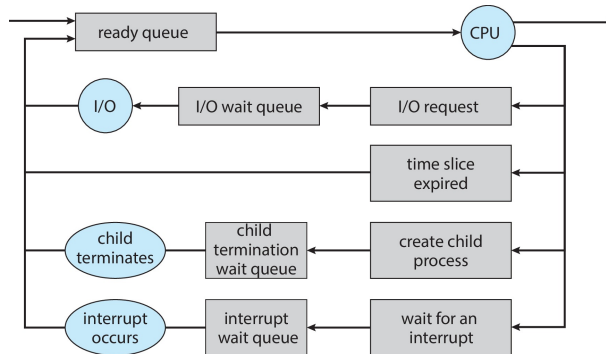 ready queue
CPU
I/O
I/O wait queue
I/O request
time slice
expired
child
terminates
child
termination
wait queue
create child
process
interrupt
occurs
interrupt
wait queue
wait for an
interrupt